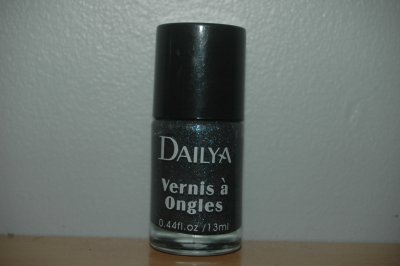 DAILYA
Vernis à
Ongles
0.44fl.oz /13ml